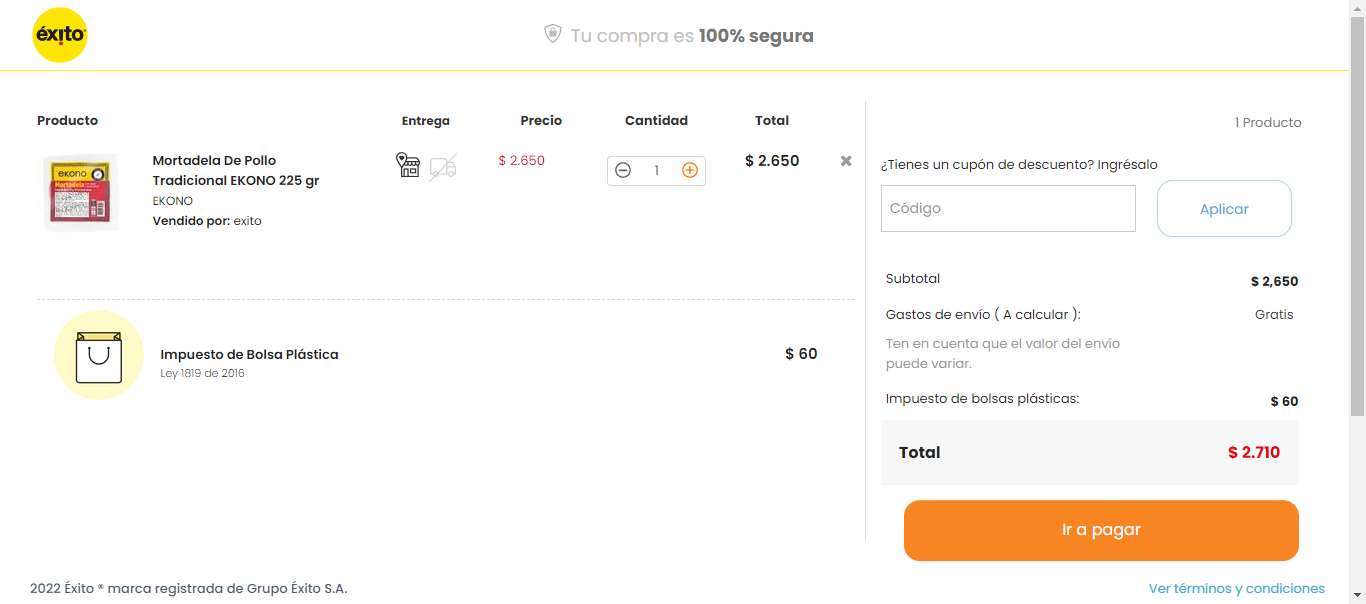 éxito
Tu compra es 100% segura
Producto Entrega Precio Cantidad Total
ekono
Mortadela
Mortadela De Pollo
Tradicional EKONO 225 gr
EKONO
Vendido por: exito
$ 2.650
1
$ 2.650
Impuesto de Bolsa Plástica
Ley 1819 de 2016
$ 60
1 Producto
¿Tienes un cupón de descuento? Ingrésalo
Código
Aplicar
Subtotal $ 2,650
Gastos de envío ( A calcular ): Gratis
Ten en cuenta que el valor del envío
puede variar.
Impuesto de bolsas plásticas: $ 60
Total $ 2.710
Ir a pagar
2022 Éxito ® marca registrada de Grupo Éxito S.A.
Ver términos y condiciones